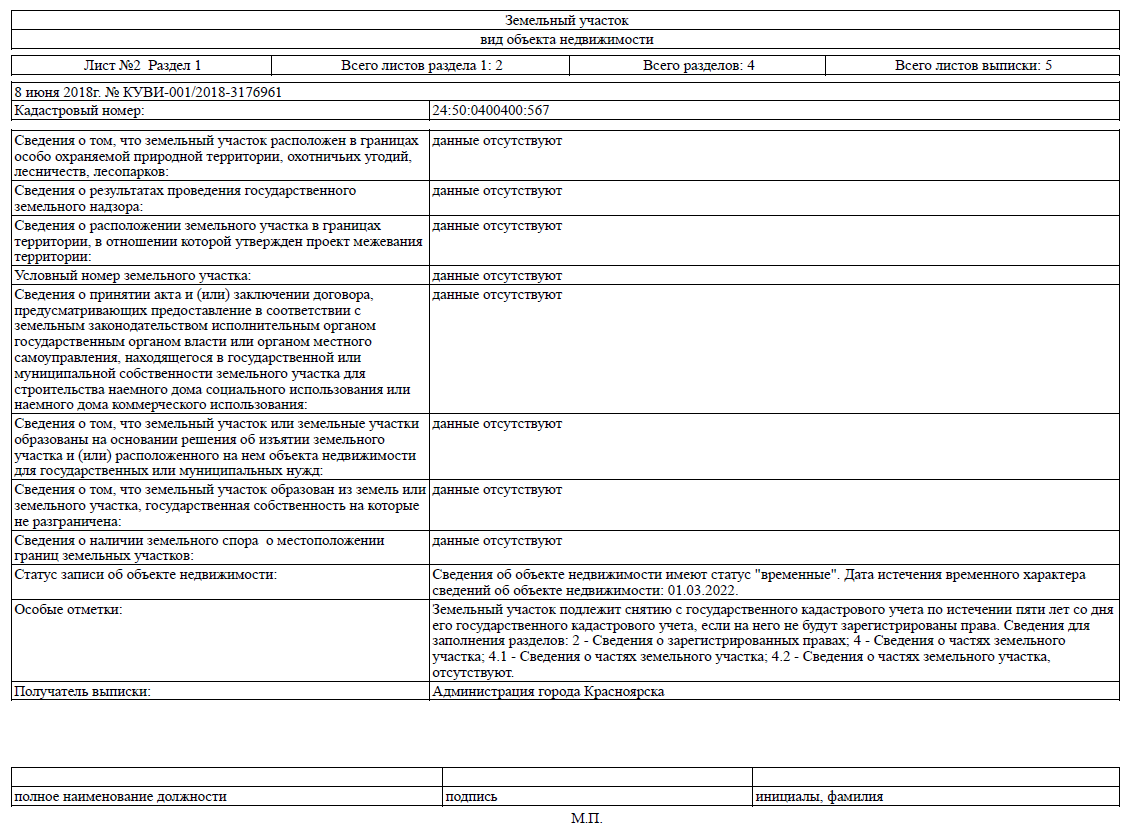 Земельный участок
вид объекта недвижимости
Лист №2 Раздел 1 Всего листов раздела 1: 2 Всего разделов: 4 Всего листов выписки: 5
8 июня 2018г. № КУВИ-001/2018-3176961
Кадастровый номер: 24:50:0400400:567
Сведения о том, что земельный участок расположен в границах данные отсутствуют
особо охраняемой природной территории, охотничьих угодий,
лесничеств, лесопарков:
Сведения о результатах проведения государственного данные отсутствуют
земельного надзора:
Сведения о расположении земельного участка в границах данные отсутствуют
территории, в отношении которой утвержден проект межевания
территории:
Условный номер земельного участка: данные отсутствуют
Сведения о принятии акта и (или) заключении договора, данные отсутствуют
предусматривающих предоставление в соответствии с
земельным законодательством исполнительным органом
государственным органом власти или органом местного
самоуправления, находящегося в государственной или
муниципальной собственности земельного участка для
строительства наемного дома социального использования или
наемного дома коммерческого использования:
Сведения о том, что земельный участок или земельные участки данные отсутствуют
образованы на основании решения об изъятии земельного
участка и (или) расположенного на нем объекта недвижимости
для государственных или муниципальных нужд:
Сведения о том, что земельный участок образован из земель или данные отсутствуют
земельного участка, государственная собственность на которые
не разграничена:
Сведения о наличии земельного спора о местоположении данные отсутствуют
границ земельных участков:
Статус записи об объекте недвижимости: Сведения об объекте недвижимости имеют статус "временные". Дата истечения временного характера
сведений об объекте недвижимости: 01.03.2022.
Особые отметки: Земельный участок подлежит снятию с государственного кадастрового учета по истечении пяти лет со дня
его государственного кадастрового учета, если на него не будут зарегистрированы права. Сведения для
заполнения разделов: 2 - Сведения о зарегистрированных правах; 4 - Сведения о частях земельного
участка; 4.1 - Сведения о частях земельного участка; 4.2 - Сведения о частях земельного участка,
отсутствуют.
Получатель выписки: Администрация города Красноярска
полное наименование должности подпись инициалы, фамилия
М.П.